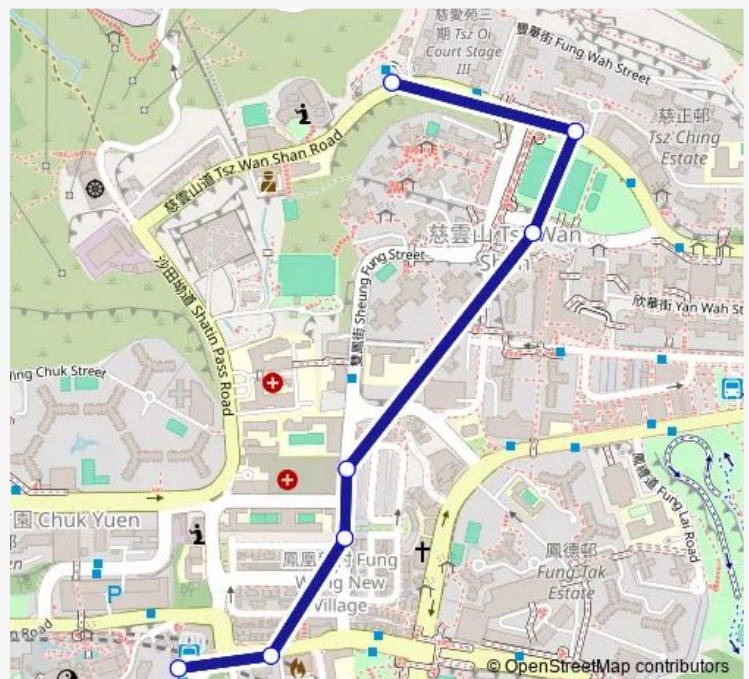 慈愛苑三
期 Tsz Oi
Court Stage
III
豐華街 Fung Wah Street
慈正邨
Tsz Ching
Estate
慈雲山道 Tsz Wan Shan Road
慈雲山 Tsz Wan
Shan
雙鳳街 Sheung Fung Street
沙田坳道 Shatin Pass Road
欣華街 Yan Wah St
Chuk Street
園 Chuk Yuen
鳳凰新村 Fung
Wong New
Village
鳳德邨
Fung Tak
Estate
鳳禮道 Fung Lai Road
P
Road
© OpenStreetMap contributors